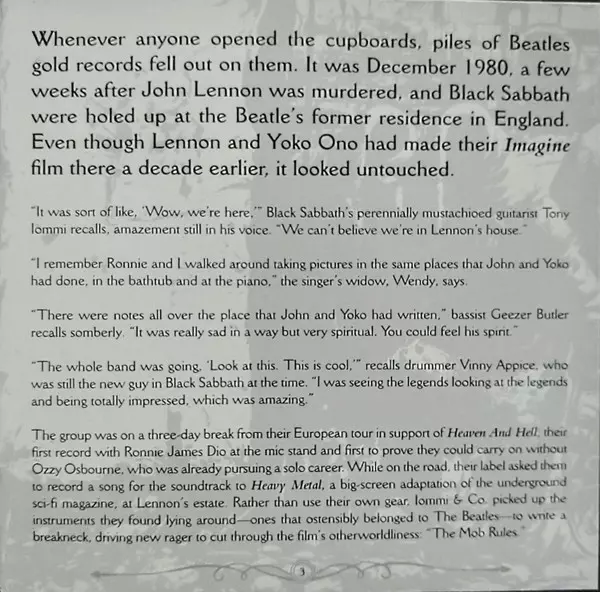 Whenever anyone opened the cupboards, piles of Beatles
gold records fell out on them. It was December 1980, a few
weeks after John Lennon was murdered, and Black Sabbath
were holed up at the Beatle's former residence in England.
Even though Lennon and Yoko Ono had made their Imagine
film there a decade earlier, it looked untouched.
"It was sort of like, 'Wow, we're here,'" Black Sabbath's perennially mustachioed guitarist Tony
Iommi recalls, amazement still in his voice. "We can't believe we're in Lennon's house."
"I remember Ronnie and I walked around taking pictures in the same places that John and Yoko
had done, in the bathtub and at the piano," the singer's widow, Wendy, says.
"There were notes all over the place that John and Yoko had written," bassist Geezer Butler
recalls somberly. "It was really sad in a way but very spiritual. You could feel his spirit."
"The whole band was going, 'Look at this. This is cool,'" recalls drummer Vinny Appice, who
was still the new guy in Black Sabbath at the time. "I was seeing the legends looking at the legends
and being totally impressed, which was amazing."
The group was on a three-day break from their European tour in support of Heaven And Hell, their
first record with Ronnie James Dio at the mic stand and first to prove they could carry on without
Ozzy Osbourne, who was already pursuing a solo career. While on the road, their label asked them
to record a song for the soundtrack to Heavy Metal, a big-screen adaptation of the underground
sci-fi magazine, at Lennon's estate. Rather than use their own gear, Iommi & Co. picked up the
instruments they found lying around—ones that ostensibly belonged to The Beatles—to write a
breakneck, driving new rager to cut through the film's otherworldliness: "The Mob Rules."
3